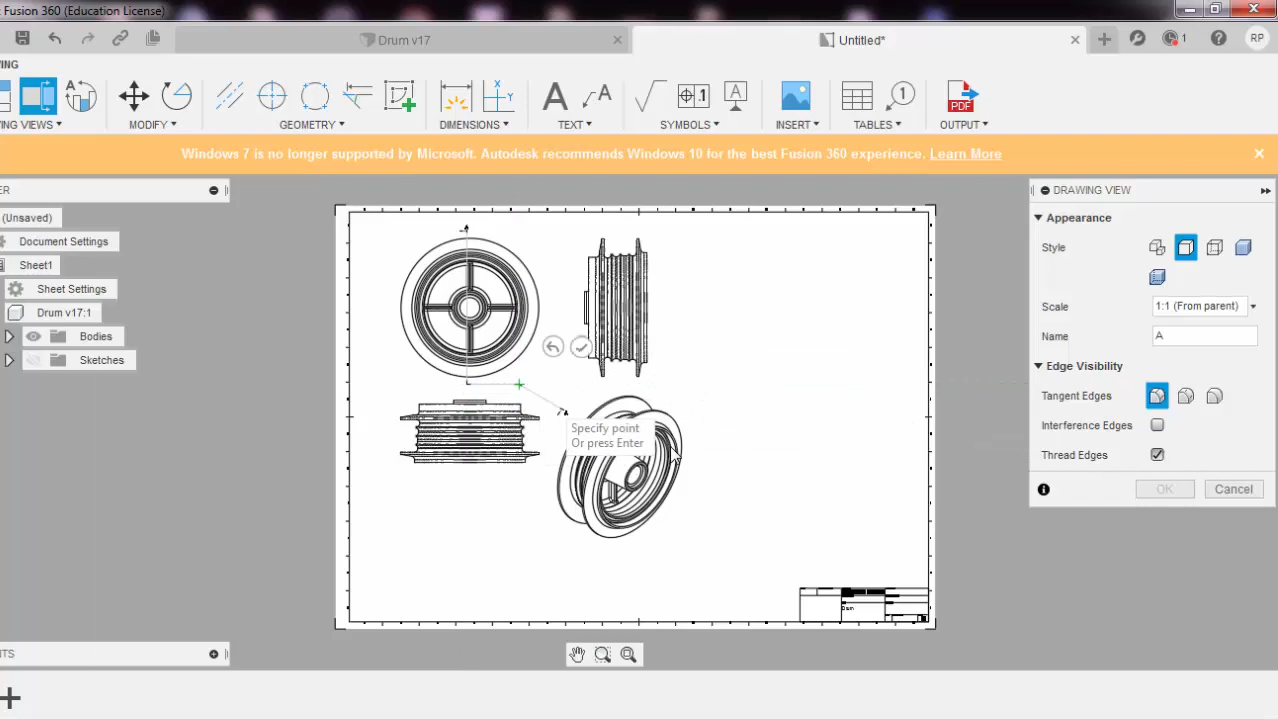 Fusion 360 (Education License)
Drum v17
Untitled*
1
RP
ING
ING VIEWS
MODIFY
GEOMETRY
DIMENSIONS
TEXT
SYMBOLS
INSERT
TABLES
OUTPUT
Windows 7 is no longer supported by Microsoft. Autodesk recommends Windows 10 for the best Fusion 360 experience. Learn More
ER
(Unsaved)
Document Settings
Sheet1
Sheet Settings
Drum v17:1
Bodies
Sketches
Specify point
Or press Enter
Drum
DRAWING VIEW
Appearance
Style
Scale
1:1 (From parent)
Name
A
Edge Visibility
Tangent Edges
Interference Edges
Thread Edges
OK
Cancel
NTS